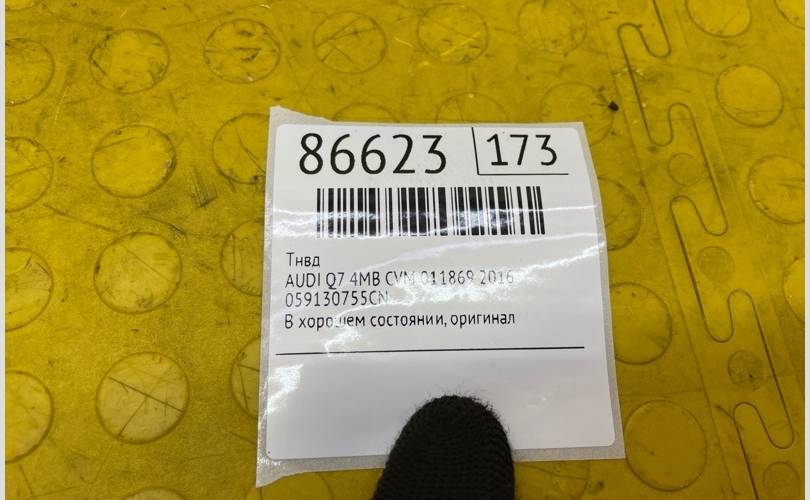 86623 173
Тнвд
AUDI Q7 4MB CVM 011869 2016
059130755CN
В хорошем состоянии, оригинал